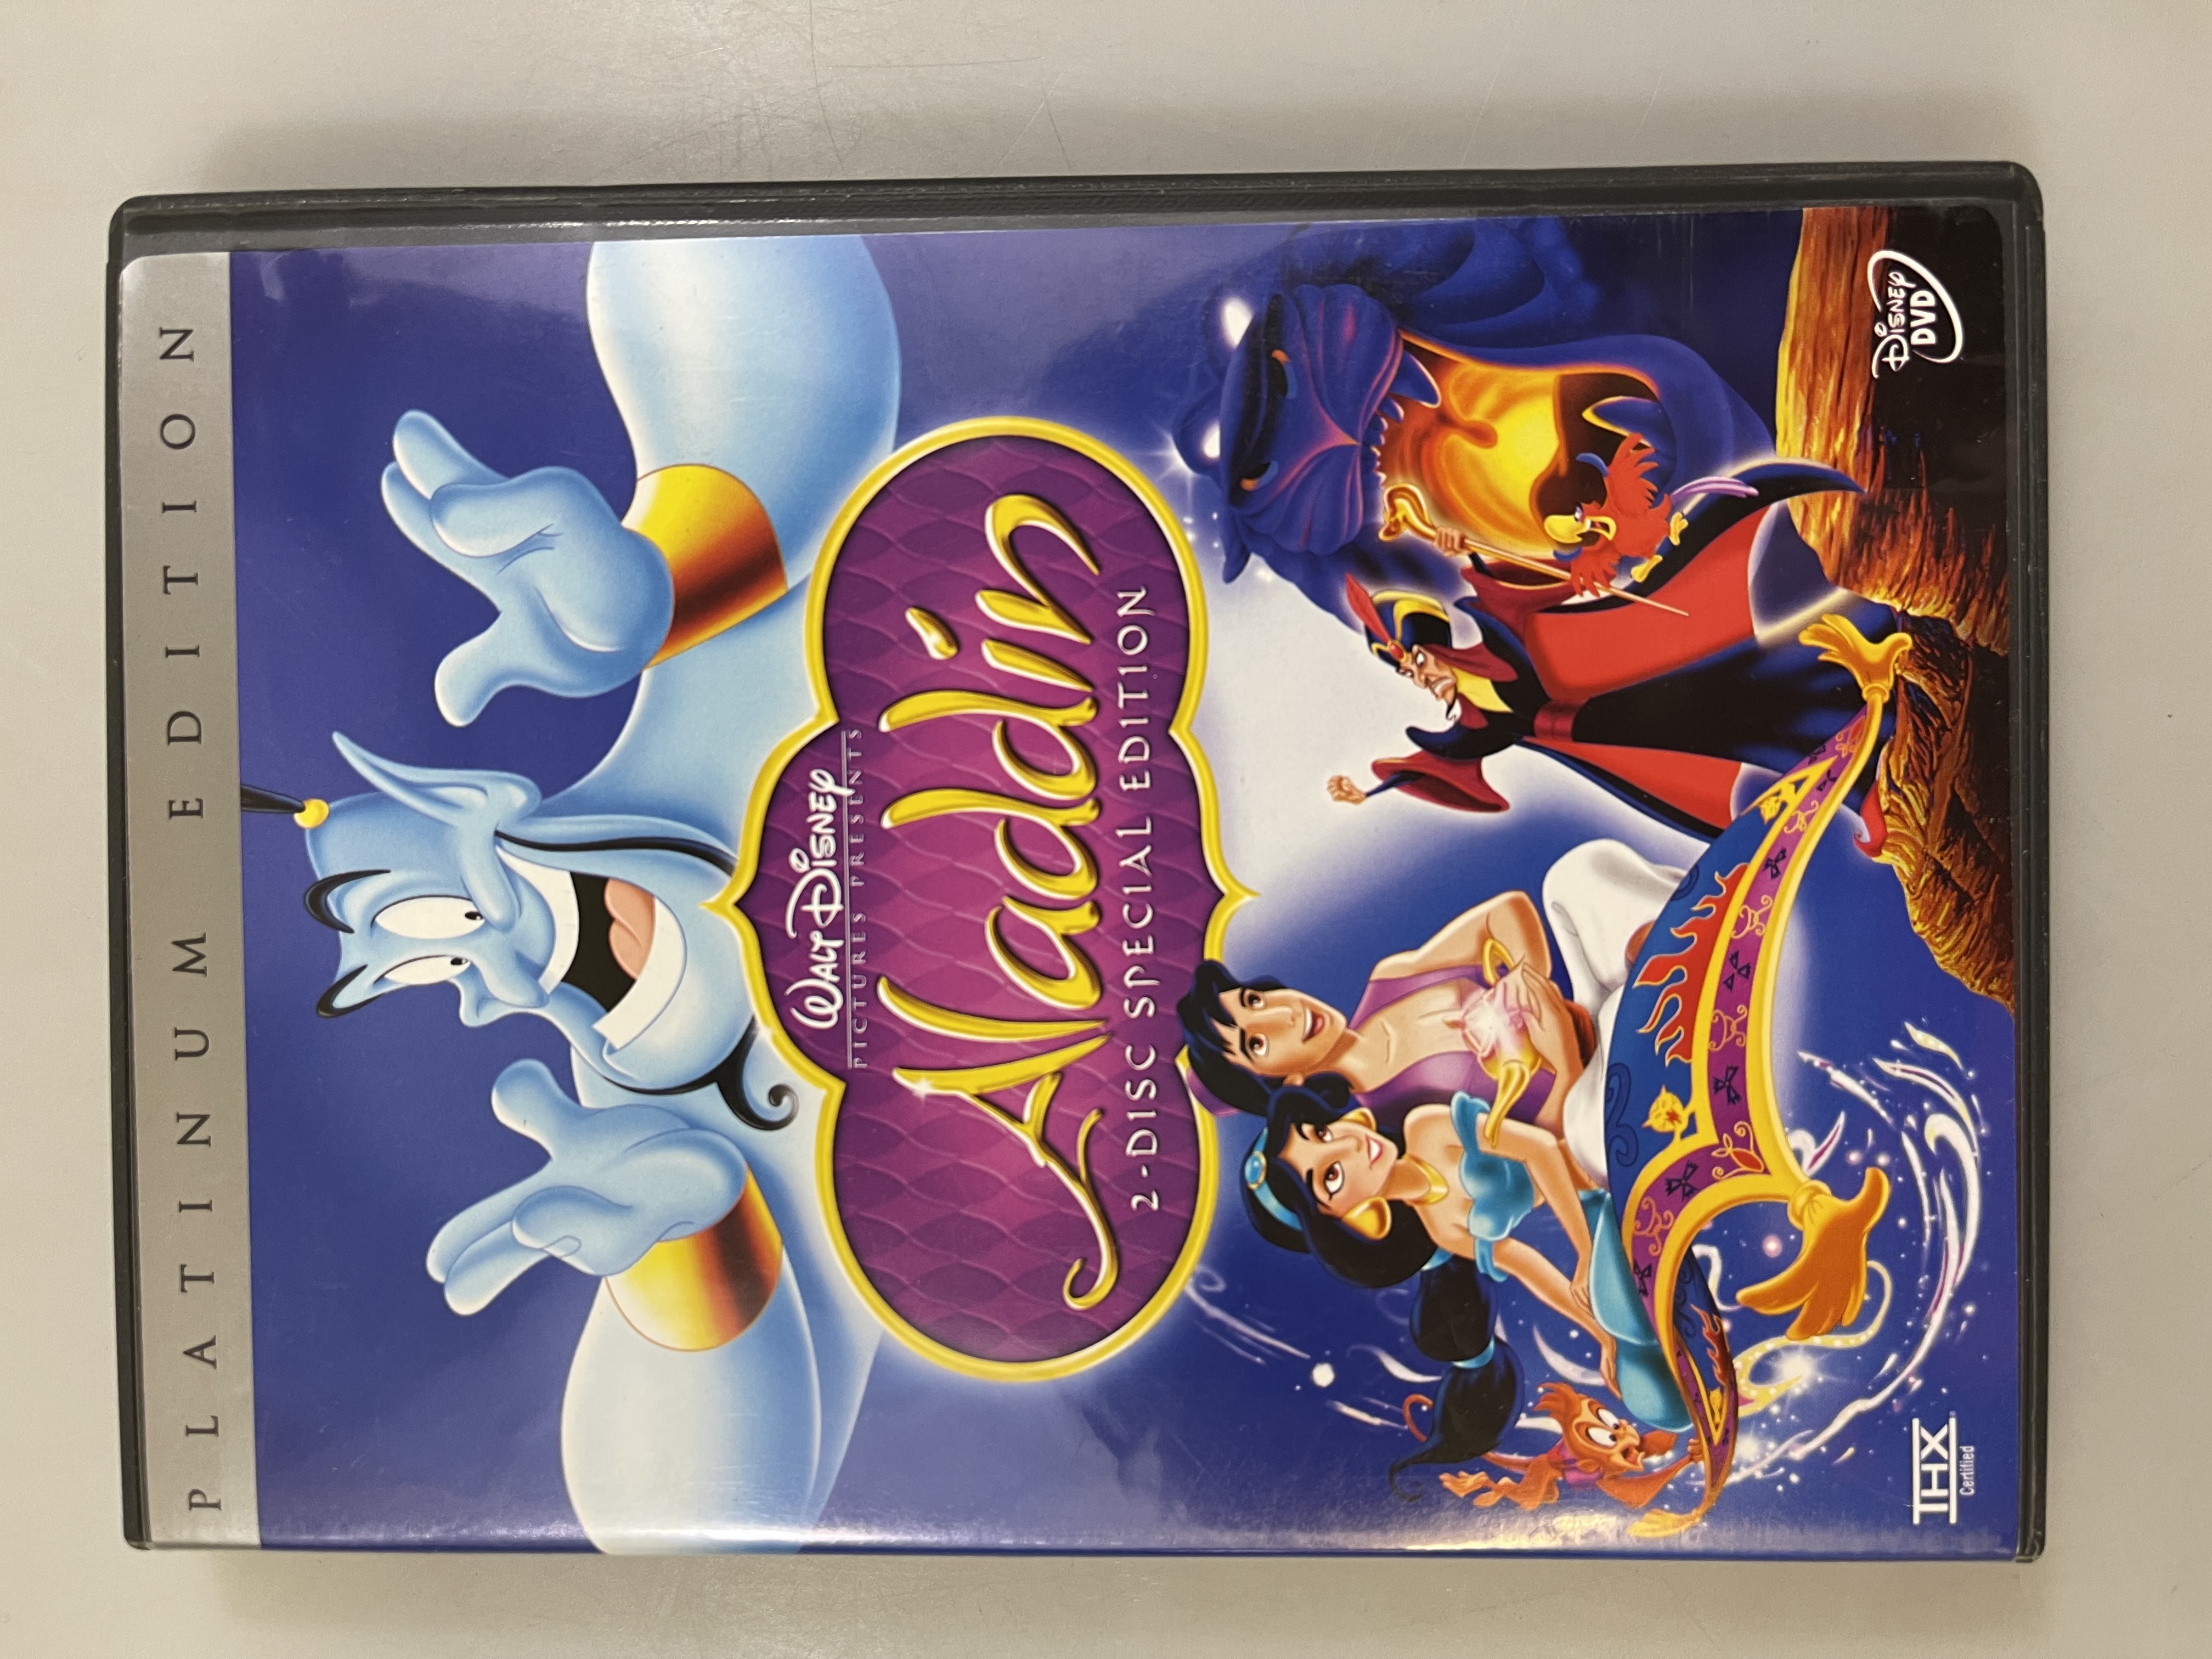 PLATINUM EDITION
WALT DISNEY
PICTURES PRESENTS
Aladdin
2-DISC SPECIAL EDITION
THX
Certified
DISNEY
DVD